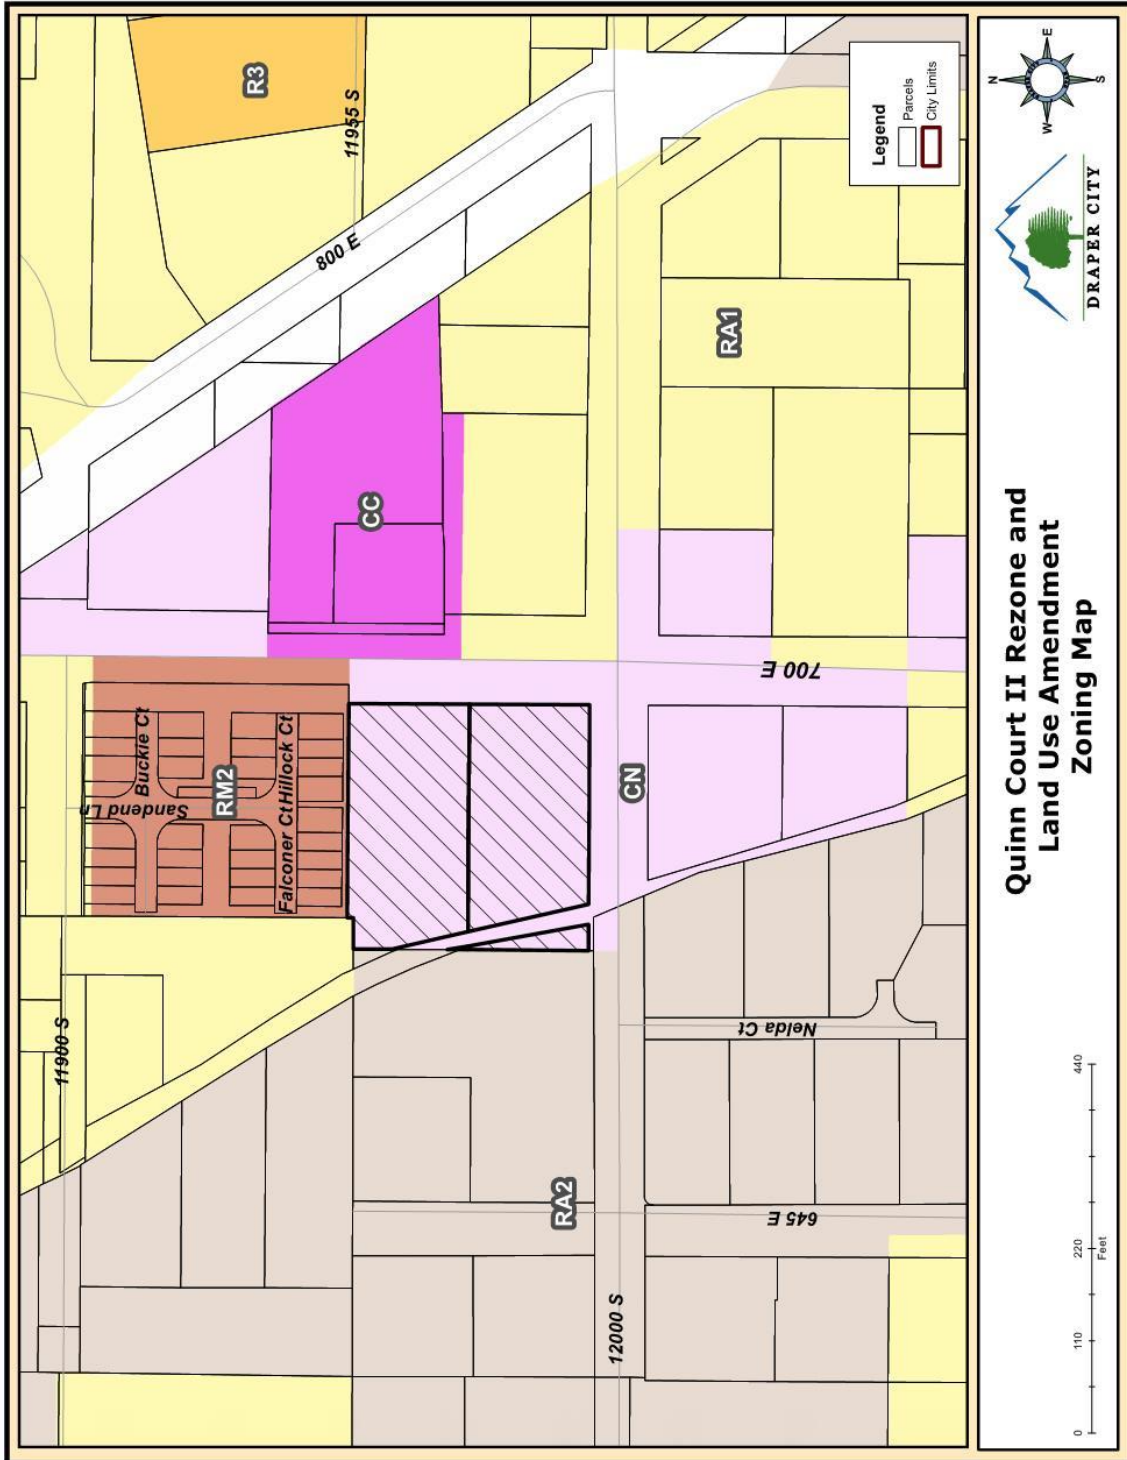 R3
11955 S
800 E
CC
RA1
700 E
Buckie Ct
Sandend Ln
RM2
Falconer Ct
Hillock Ct
CN
11900 S
Nelda Ct
RA2
645 E
12000 S
Legend
Parcels
City Limits
N
E
S
W
DRAPER CITY
Quinn Court II Rezone and
Land Use Amendment
Zoning Map
0 110 220 440
Feet